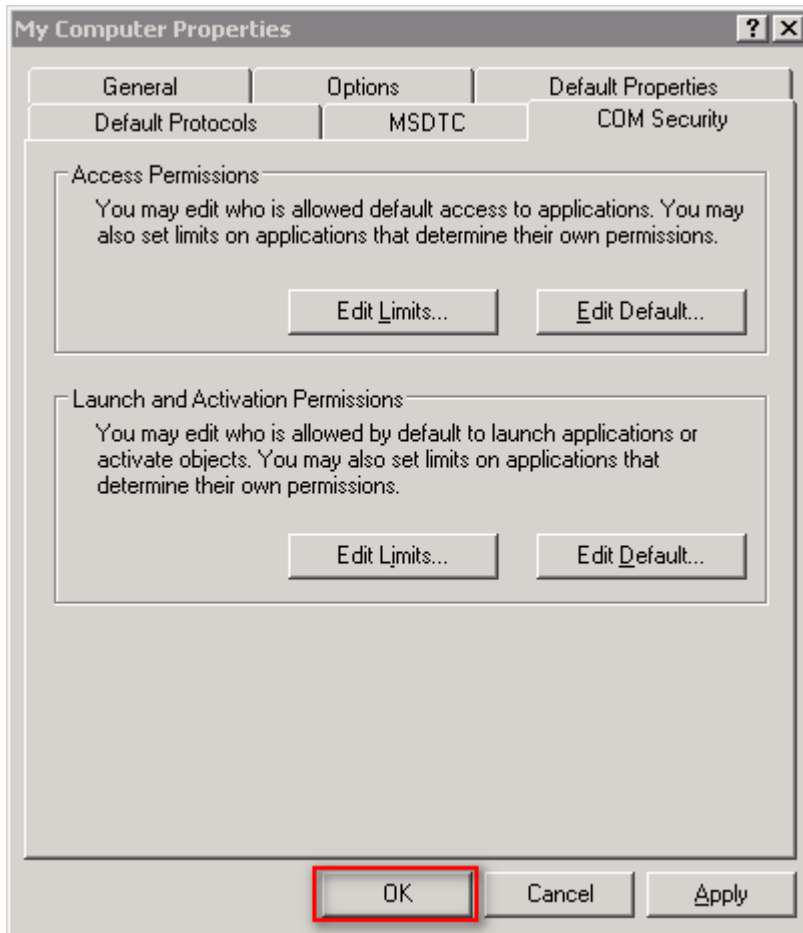 My Computer Properties
General Options Default Properties
Default Protocols MSDTC COM Security
Access Permissions
You may edit who is allowed default access to applications. You may
also set limits on applications that determine their own permissions.
Edit Limits... Edit Default...
Launch and Activation Permissions
You may edit who is allowed by default to launch applications or
activate objects. You may also set limits on applications that
determine their own permissions.
Edit Limits... Edit Default...
OK Cancel Apply